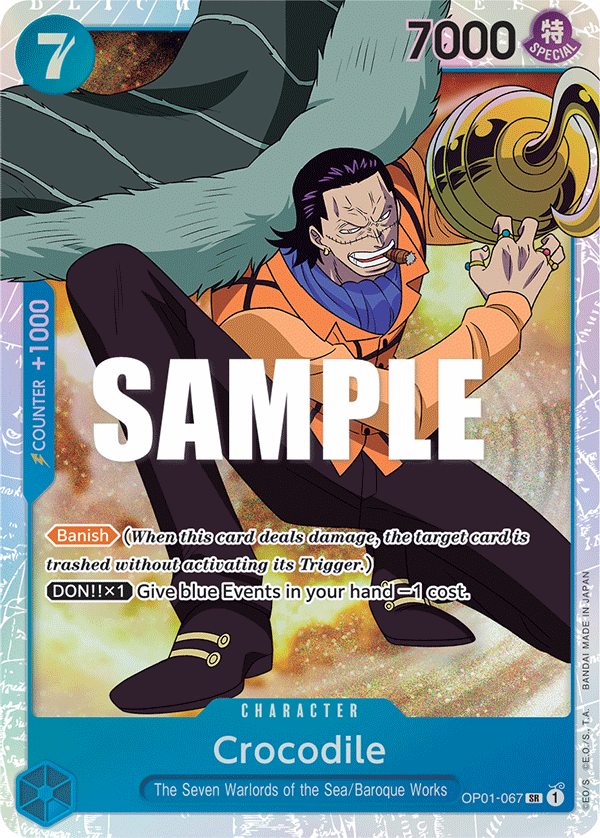 7
7000
特
SPECIAL
COUNTER +1000
SAMPLE
Banish (When this card deals damage, the target card is
trashed without activating its Trigger.)
DON!!×1 Give blue Events in your hand −1 cost.
CHARACTER
Crocodile
The Seven Warlords of the Sea/Baroque Works
OP01-067 SR 1
©EO/S ©E.O./S, T.A. BANDAI MADE IN JAPAN